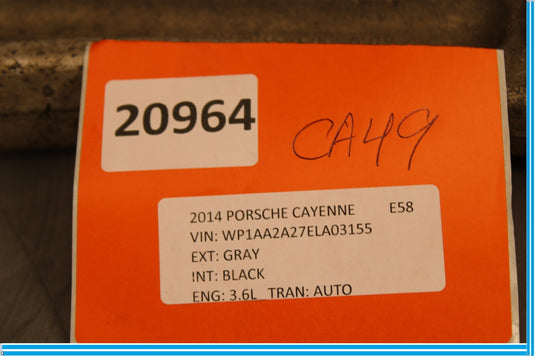 20964
CA49
2014 PORSCHE CAYENNE E58
VIN: WP1AA2A27ELA03155
EXT: GRAY
INT: BLACK
ENG: 3.6L TRAN: AUTO